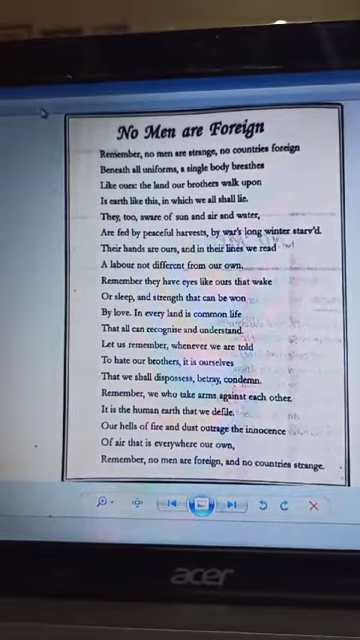 No Men are Foreign
Remember, no men are strange, no countries foreign
Beneath all uniforms, a single body breathes
Like ours: the land our brothers walk upon
Is earth like this, in which we all shall lie.
They, too, aware of sun and air and water,
Are fed by peaceful harvests, by war's long winter starv'd.
Their hands are ours, and in their lines we read
A labour not different from our own.
Remember they have eyes like ours that wake
Or sleep, and strength that can be won
By love. In every land is common life
That all can recognise and understand.
Let us remember, whenever we are told
To hate our brothers, it is ourselves
That we shall dispossess, betray, condemn.
Remember, we who take arms against each other.
It is the human earth that we defile.
Our hells of fire and dust outrage the innocence
Of air that is everywhere our own,
Remember, no men are foreign, and no countries strange.
acer